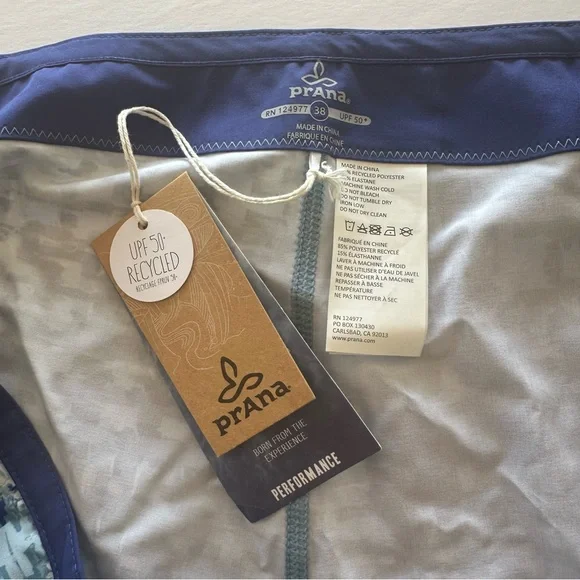 prAna
RN 124977 38 UPF 50+
MADE IN CHINA
FABRIQUÉ EN CHINE
MADE IN CHINA
% RECYCLED POLYESTER
% ELASTANE
MACHINE WASH COLD
DO NOT BLEACH
DO NOT TUMBLE DRY
IRON LOW
DO NOT DRY CLEAN
FABRIQUÉ EN CHINE
85% POLYESTER RECYCLÉ
15% ÉLASTHANNE
LAVER À MACHINE À FROID
NE PAS UTILISER D'EAU DE JAVEL
NE PAS SÉCHER À LA MACHINE
REPASSER À BASSE
TEMPÉRATURE
NE PAS NETTOYER À SEC
RN 124977
PO BOX 130430
CARLSBAD, CA 92013
www.prana.com
UPF 50+
RECYCLED
prAna
BORN FROM THE
EXPERIENCE
PERFORMANCE